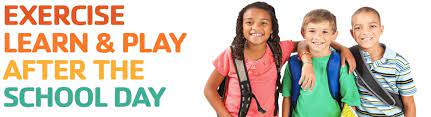 EXERCISE
LEARN & PLAY
AFTER THE
SCHOOL DAY